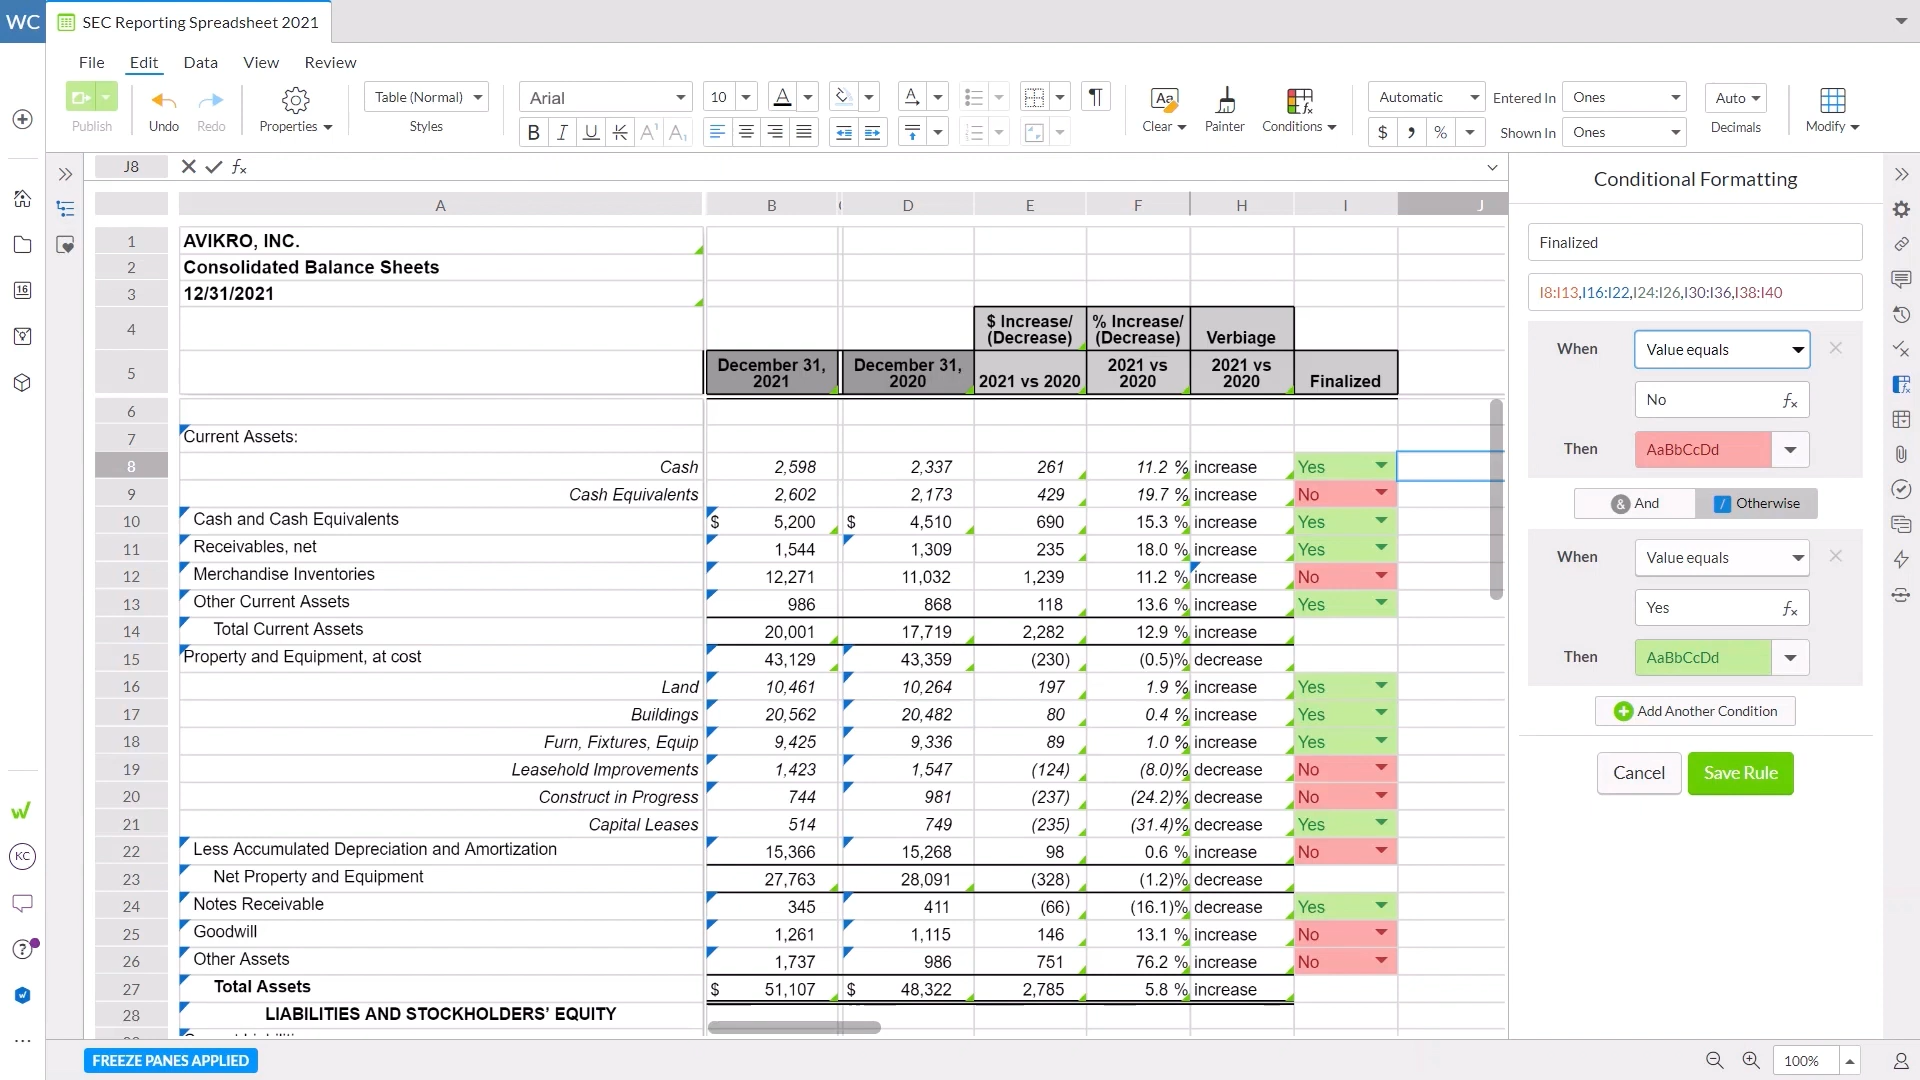 WC SEC Reporting Spreadsheet 2021
File Edit Data View Review
Table (Normal) Arial 10 Automatic Entered In Ones Auto
Publish Undo Redo Properties Styles B I U K A A Clear Painter Conditions $ , % Shown In Ones Decimals Modify
J8 fx
Conditional Formatting
A B D E F H I J
Finalized
I8:I13,I16:I22,I24:I26,I30:I36,I38:I40
When Value equals
No fx
Then AaBbCcDd
& And / Otherwise
When Value equals
Yes fx
Then AaBbCcDd
Add Another Condition
Cancel Save Rule
1 AVIKRO, INC.
2 Consolidated Balance Sheets
3 12/31/2021
4 $ Increase/ (Decrease) % Increase/ (Decrease) Verbiage
5 December 31, 2021 December 31, 2020 2021 vs 2020 2021 vs 2020 2021 vs 2020 Finalized
6
7 Current Assets:
8 Cash 2,598 2,337 261 11.2 % increase Yes
9 Cash Equivalents 2,602 2,173 429 19.7 % increase No
10 Cash and Cash Equivalents $ 5,200 $ 4,510 690 15.3 % increase Yes
11 Receivables, net 1,544 1,309 235 18.0 % increase Yes
12 Merchandise Inventories 12,271 11,032 1,239 11.2 % increase No
13 Other Current Assets 986 868 118 13.6 % increase Yes
14 Total Current Assets 20,001 17,719 2,282 12.9 % increase
15 Property and Equipment, at cost 43,129 43,359 (230) (0.5)% decrease
16 Land 10,461 10,264 197 1.9 % increase Yes
17 Buildings 20,562 20,482 80 0.4 % increase Yes
18 Furn, Fixtures, Equip 9,425 9,336 89 1.0 % increase Yes
19 Leasehold Improvements 1,423 1,547 (124) (8.0)% decrease No
20 Construct in Progress 744 981 (237) (24.2)% decrease No
21 Capital Leases 514 749 (235) (31.4)% decrease Yes
22 Less Accumulated Depreciation and Amortization 15,366 15,268 98 0.6 % increase No
23 Net Property and Equipment 27,763 28,091 (328) (1.2)% decrease
24 Notes Receivable 345 411 (66) (16.1)% decrease Yes
25 Goodwill 1,261 1,115 146 13.1 % increase No
26 Other Assets 1,737 986 751 76.2 % increase No
27 Total Assets $ 51,107 $ 48,322 2,785 5.8 % increase
28 LIABILITIES AND STOCKHOLDERS’ EQUITY
16
KC
?
FREEZE PANES APPLIED 100%